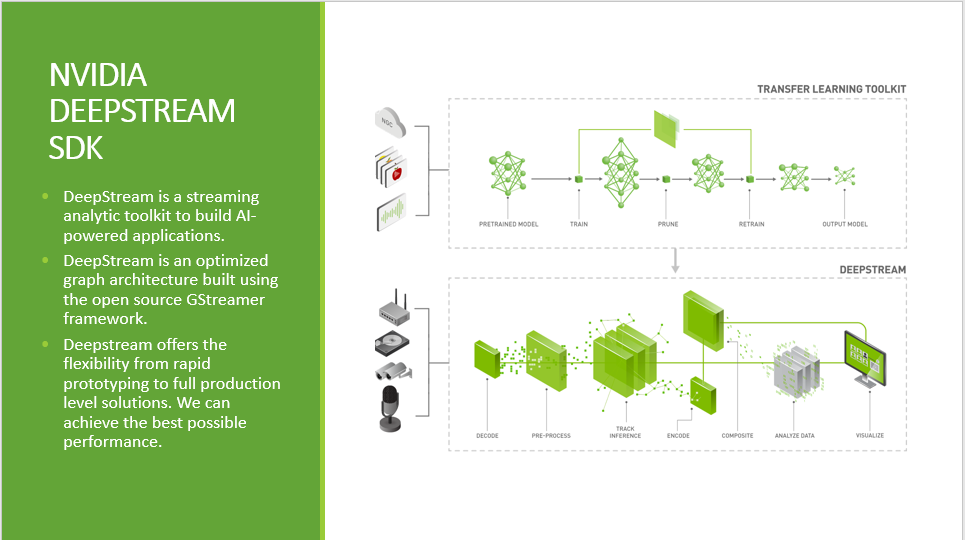 NVIDIA
DEEPSTREAM
SDK
DeepStream is a streaming
analytic toolkit to build AI-
powered applications.
DeepStream is an optimized
graph architecture built using
the open source GStreamer
framework.
Deepstream offers the
flexibility from rapid
prototyping to full production
level solutions. We can
achieve the best possible
performance.
TRANSFER LEARNING TOOLKIT
NGC
PRETRAINED MODEL
TRAIN
PRUNE
RETRAIN
OUTPUT MODEL
DEEPSTREAM
DECODE
PRE-PROCESS
TRACK
INFERENCE
ENCODE
COMPOSITE
ANALYZE DATA
VISUALIZE